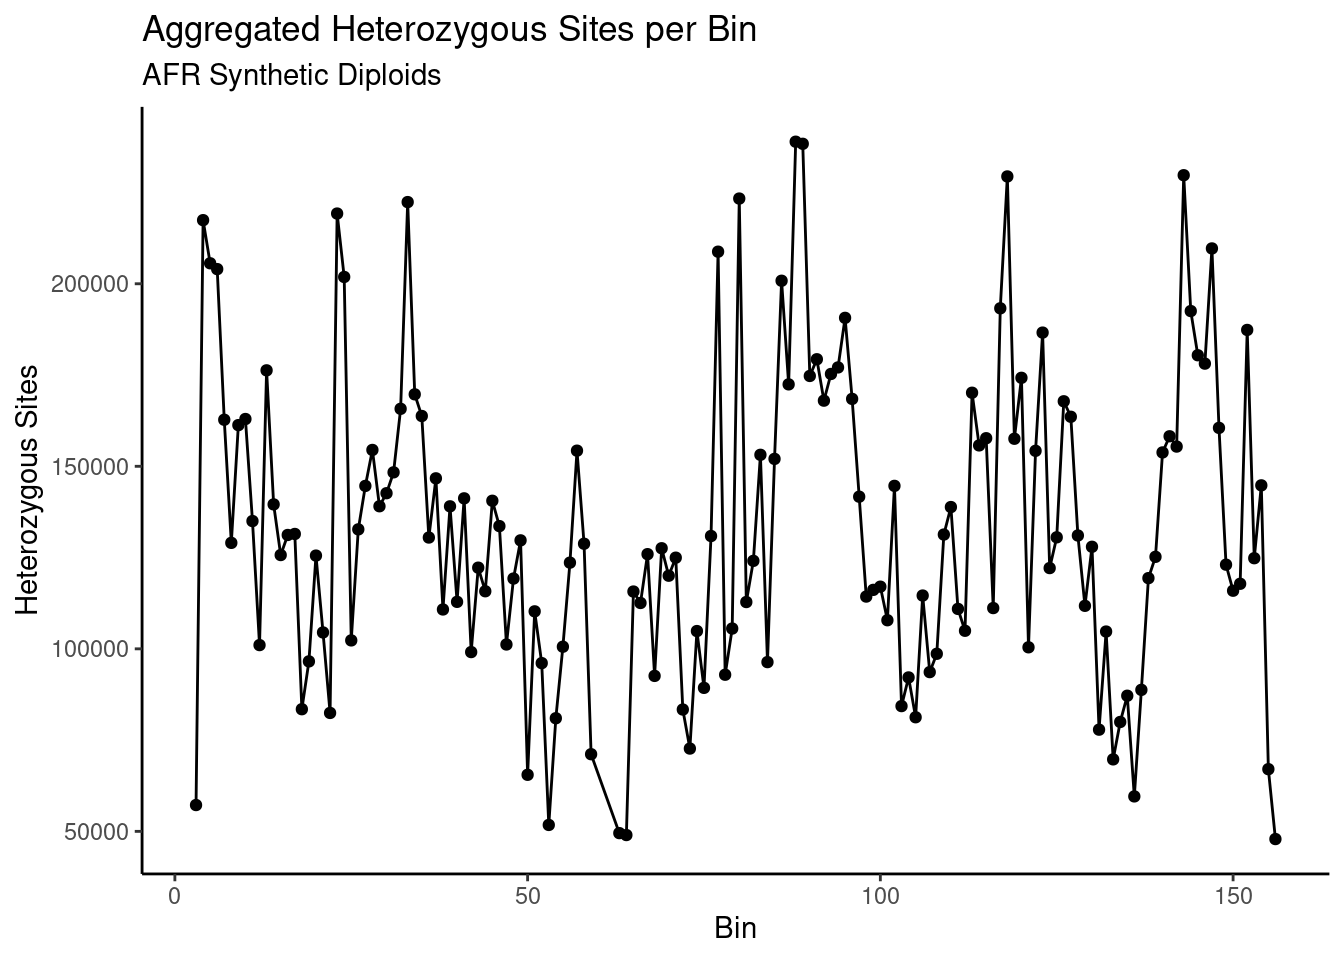 Aggregated Heterozygous Sites per Bin
AFR Synthetic Diploids
Heterozygous Sites
200000
150000
100000
50000
0
50
100
150
Bin